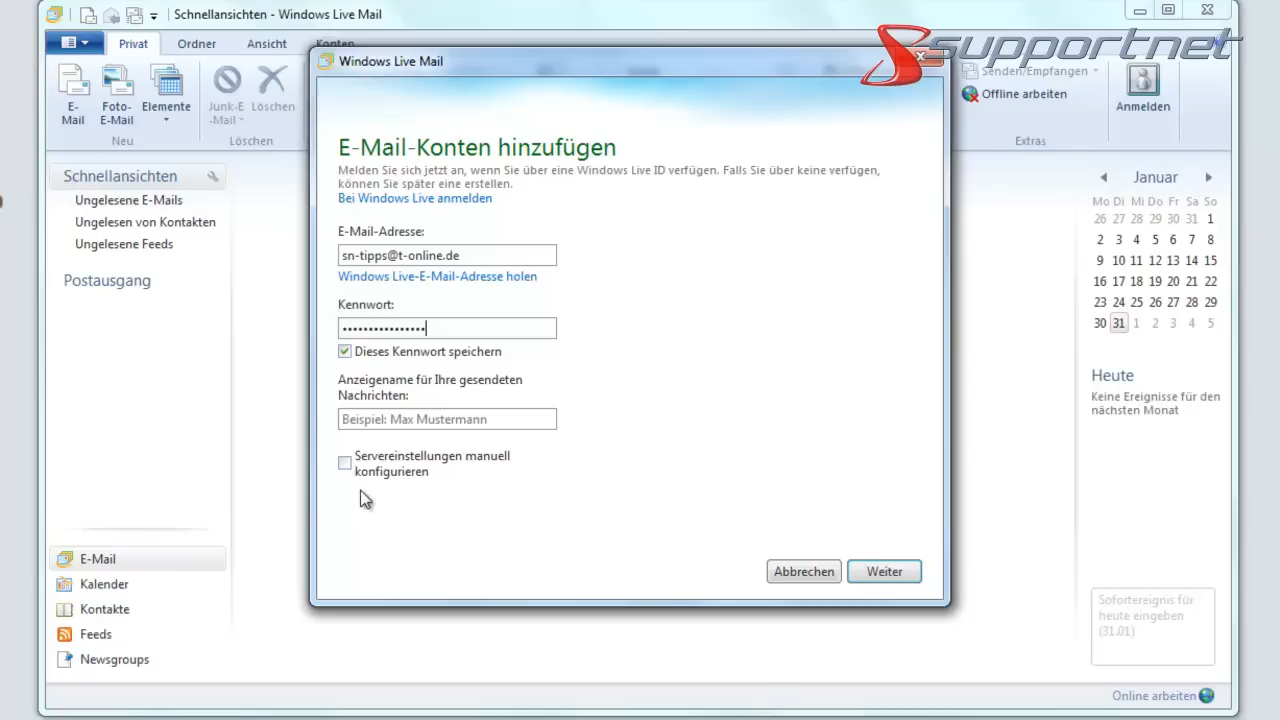 Schnellansichten - Windows Live Mail
Privat
Ordner
Ansicht
Konten
E-
Mail
Foto-
E-Mail
Elemente
Junk-E
-Mail
Löschen
Neu
Löschen
Senden/Empfangen
Offline arbeiten
Anmelden
Extras
supportnet
Windows Live Mail
E-Mail-Konten hinzufügen
Melden Sie sich jetzt an, wenn Sie über eine Windows Live ID verfügen. Falls Sie über keine verfügen,
können Sie später eine erstellen.
Bei Windows Live anmelden
E-Mail-Adresse:
sn-tipps@t-online.de
Windows Live-E-Mail-Adresse holen
Kennwort:
••••••••••••••••
Dieses Kennwort speichern
Anzeigename für Ihre gesendeten
Nachrichten:
Beispiel: Max Mustermann
Servereinstellungen manuell
konfigurieren
Abbrechen
Weiter
Schnellansichten
Ungelesene E-Mails
Ungelesen von Kontakten
Ungelesene Feeds
Postausgang
E-Mail
Kalender
Kontakte
Feeds
Newsgroups
Januar
Mo Di Mi Do Fr Sa So
26 27 28 29 30 31 1
2 3 4 5 6 7 8
9 10 11 12 13 14 15
16 17 18 19 20 21 22
23 24 25 26 27 28 29
30 31 1 2 3 4 5
Heute
Keine Ereignisse für den
nächsten Monat
Sofortereignis für
heute eingeben
(31.01)
Online arbeiten